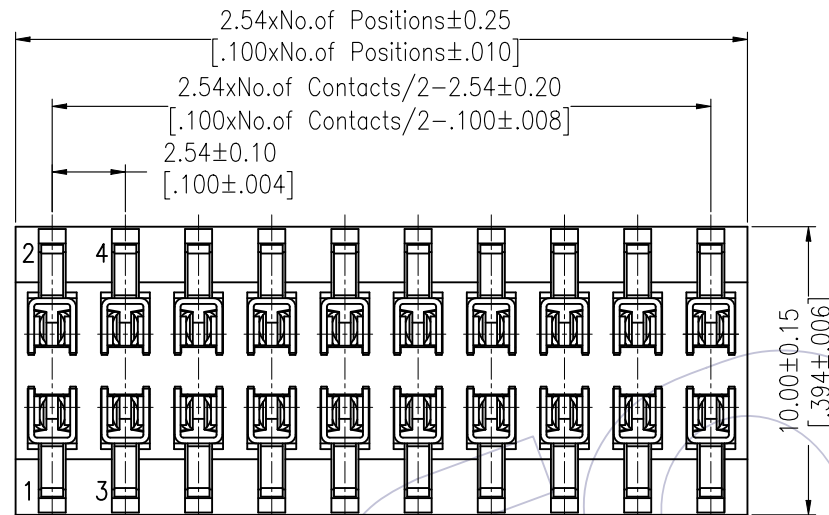 2.54xNo.of Positions±0.25
[.100xNo.of Positions±.010]
2.54xNo.of Contacts/2-2.54±0.20
[.100xNo.of Contacts/2-.100±.008]
2.54±0.10
[.100±.004]
2 4
10.00±0.15
[.394±.006]
1 3